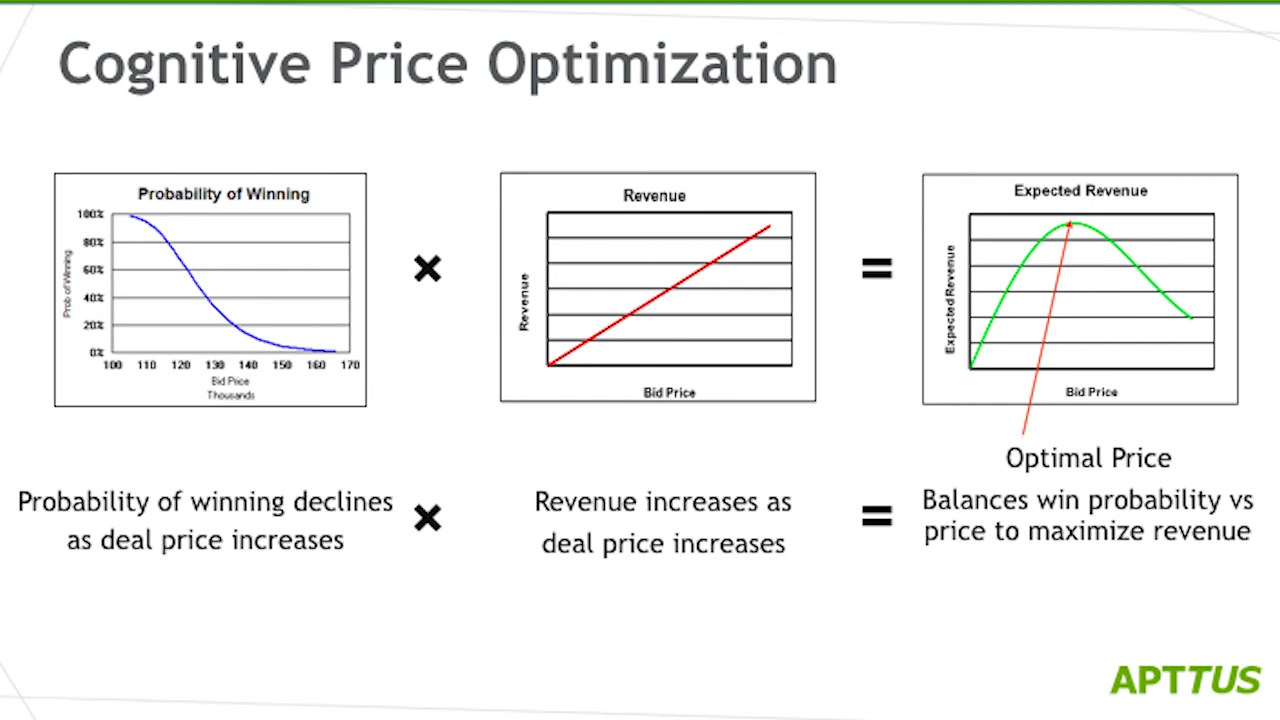 Cognitive Price Optimization
Probability of Winning
100%
80%
60%
40%
20%
0%
Prob of Winning
100 110 120 130 140 150 160 170
Bid Price
Thousands
×
Revenue
Revenue
Bid Price
=
Expected Revenue
Expected Revenue
Bid Price
Optimal Price
Probability of winning declines
as deal price increases
×
Revenue increases as
deal price increases
=
Balances win probability vs
price to maximize revenue
APTTUS